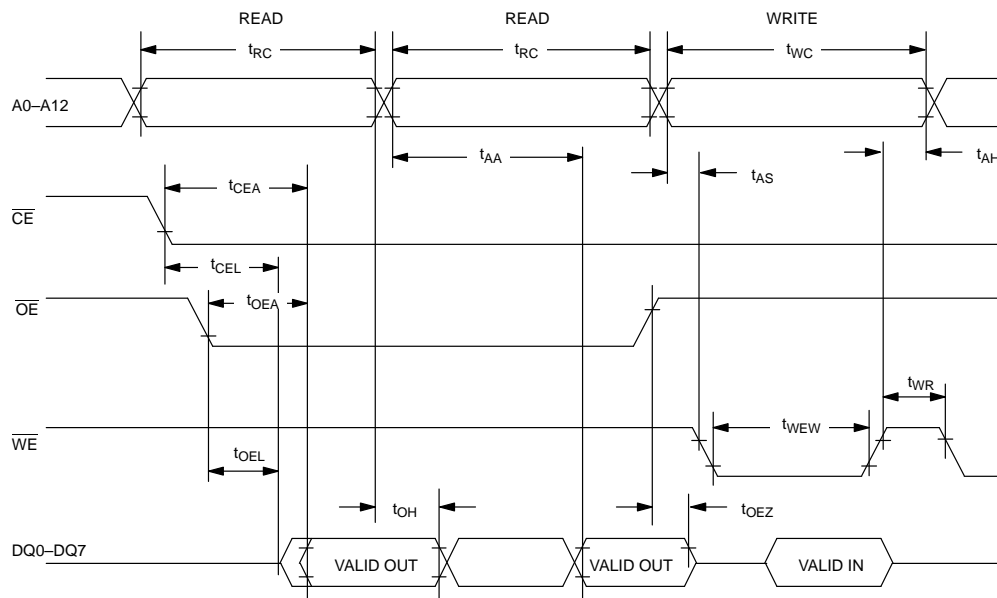 READ READ WRITE
tRC tRC tWC
A0–A12
tAA tAS tAH
tCEA
CE
tCEL
tOEA
OE
tWR
tWEW
WE
tOEL
tOH tOEZ
DQ0–DQ7
VALID OUT VALID OUT VALID IN